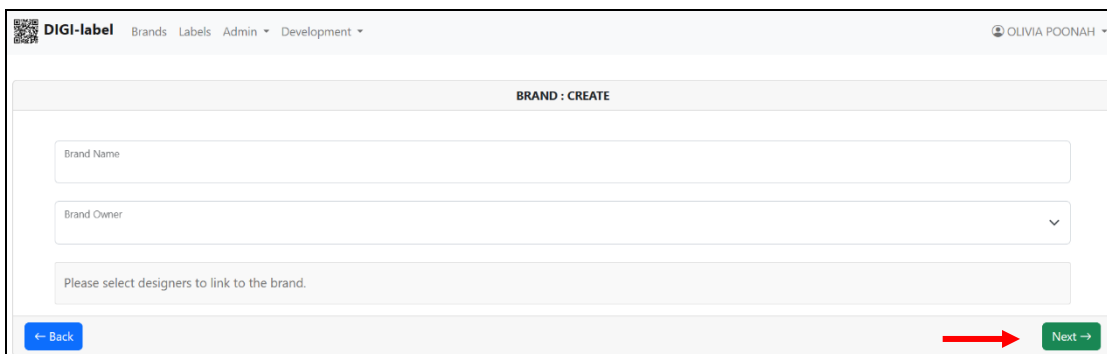 DIGI-label Brands Labels Admin Development OLIVIA POONAH
BRAND : CREATE
Brand Name
Brand Owner
Please select designers to link to the brand.
← Back Next →